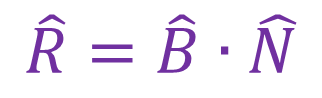 R̂ = B̂ · N̂